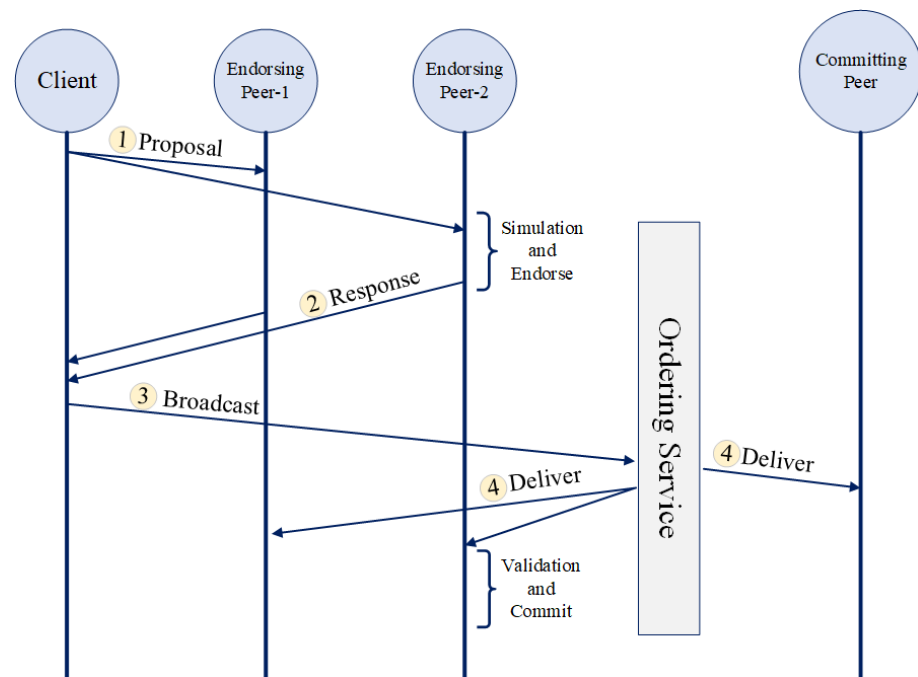 Client
Endorsing
Peer-1
Endorsing
Peer-2
Committing
Peer
1 Proposal
Simulation
and
Endorse
2 Response
3 Broadcast
Ordering Service
4 Deliver
4 Deliver
Validation
and
Commit